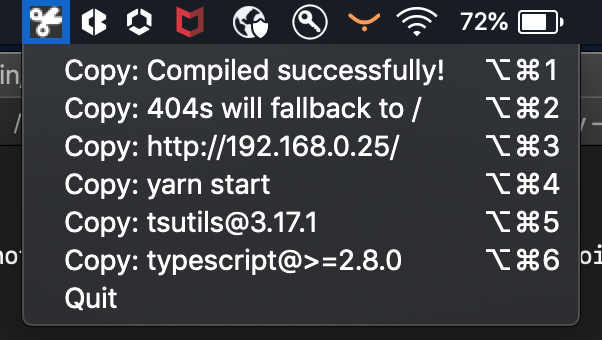 72%
in,
Copy: Compiled successfully! ⌥⌘1
Copy: 404s will fallback to / ⌥⌘2
Copy: http://192.168.0.25/ ⌥⌘3
Copy: yarn start ⌥⌘4
Copy: tsutils@3.17.1 ⌥⌘5
Copy: typescript@>=2.8.0 ⌥⌘6
Quit